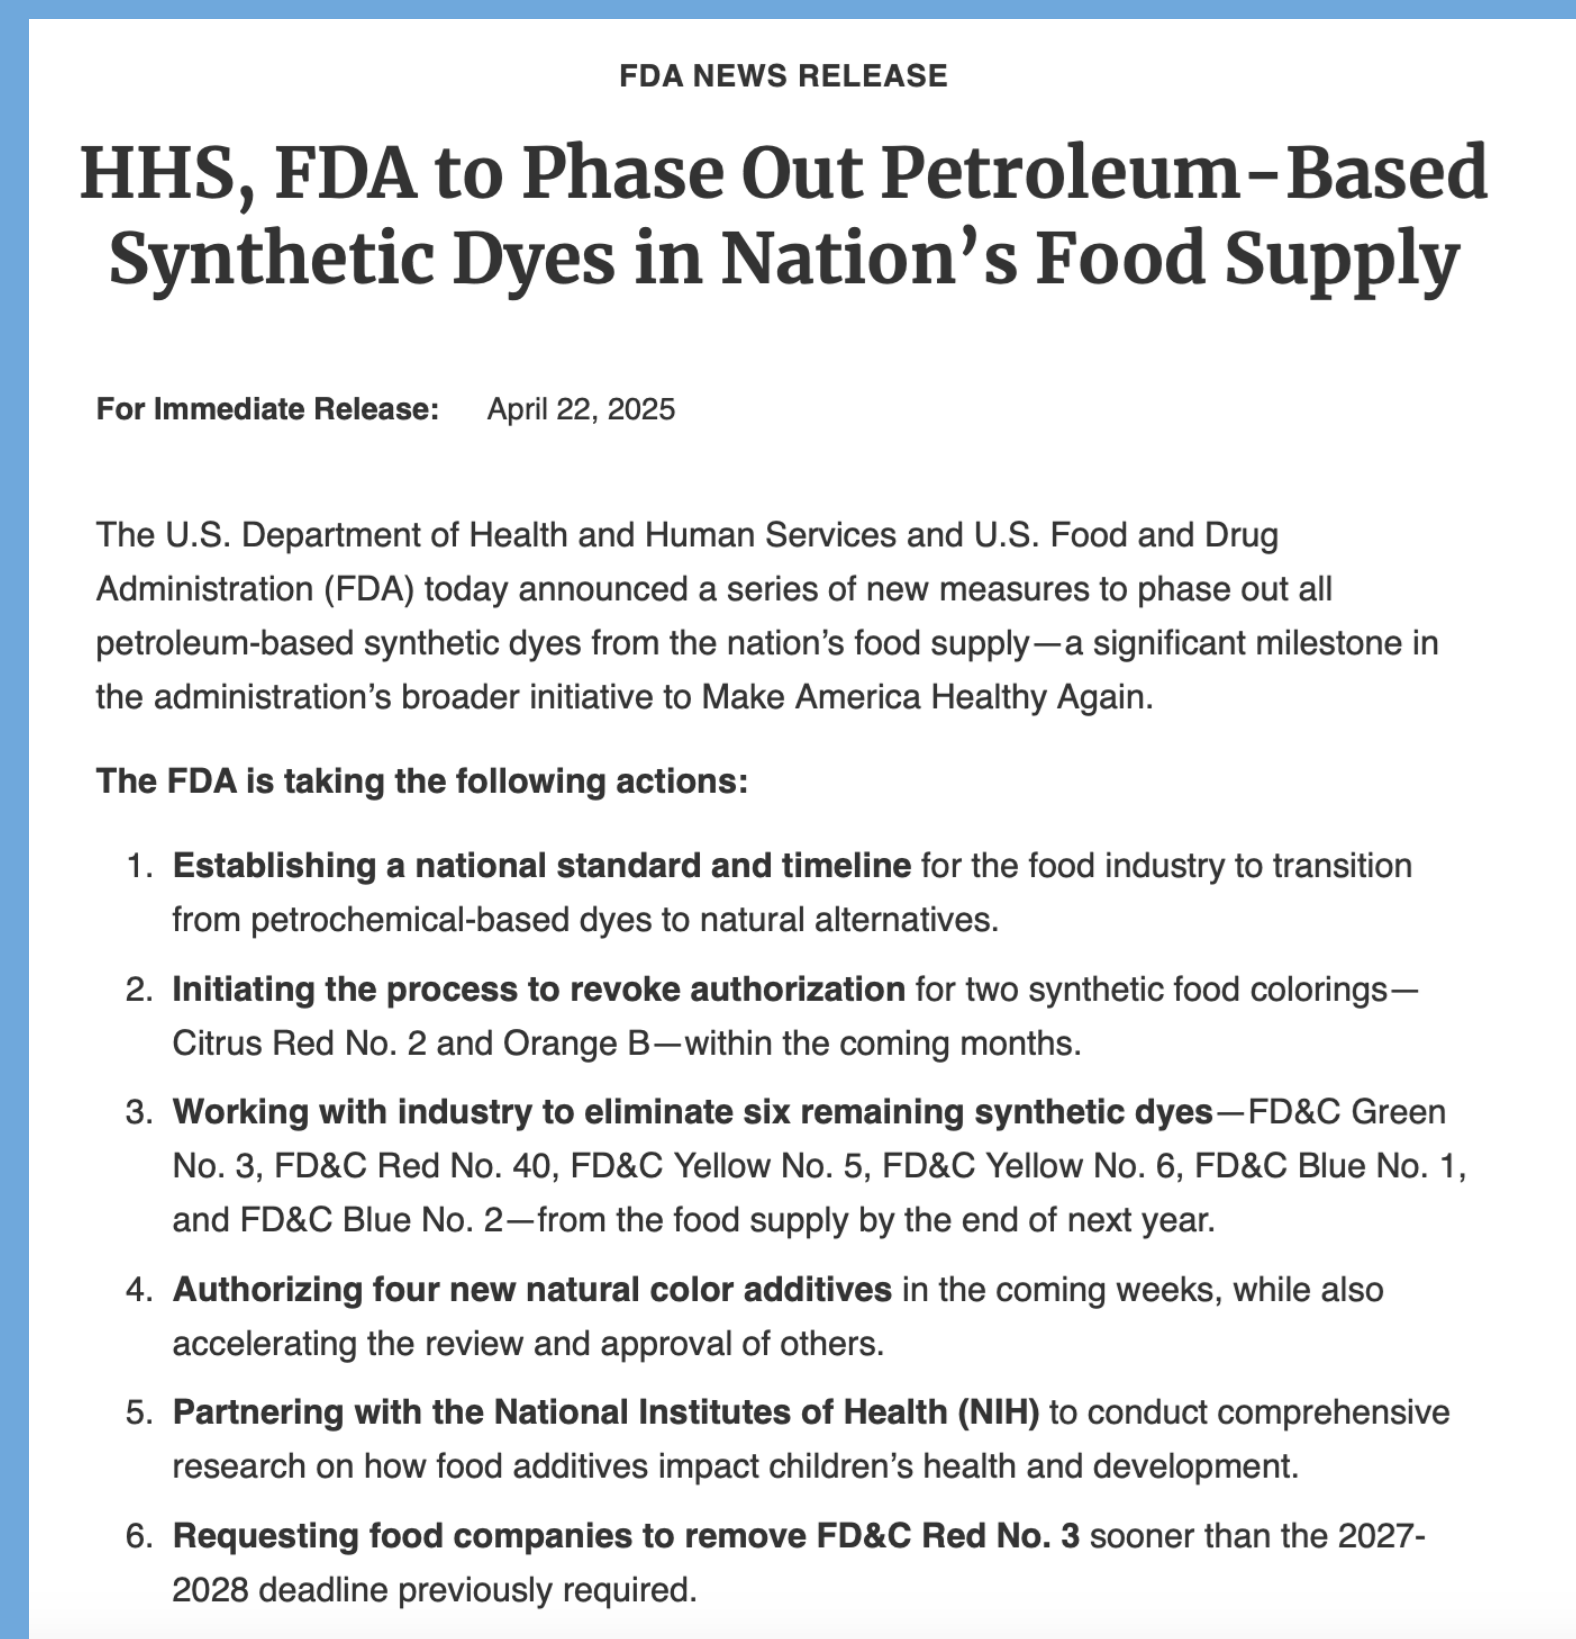 FDA NEWS RELEASE
HHS, FDA to Phase Out Petroleum-Based
Synthetic Dyes in Nation’s Food Supply
For Immediate Release: April 22, 2025
The U.S. Department of Health and Human Services and U.S. Food and Drug
Administration (FDA) today announced a series of new measures to phase out all
petroleum-based synthetic dyes from the nation’s food supply—a significant milestone in
the administration’s broader initiative to Make America Healthy Again.
The FDA is taking the following actions:
1. Establishing a national standard and timeline for the food industry to transition
from petrochemical-based dyes to natural alternatives.
2. Initiating the process to revoke authorization for two synthetic food colorings—
Citrus Red No. 2 and Orange B—within the coming months.
3. Working with industry to eliminate six remaining synthetic dyes—FD&C Green
No. 3, FD&C Red No. 40, FD&C Yellow No. 5, FD&C Yellow No. 6, FD&C Blue No. 1,
and FD&C Blue No. 2—from the food supply by the end of next year.
4. Authorizing four new natural color additives in the coming weeks, while also
accelerating the review and approval of others.
5. Partnering with the National Institutes of Health (NIH) to conduct comprehensive
research on how food additives impact children’s health and development.
6. Requesting food companies to remove FD&C Red No. 3 sooner than the 2027-
2028 deadline previously required.